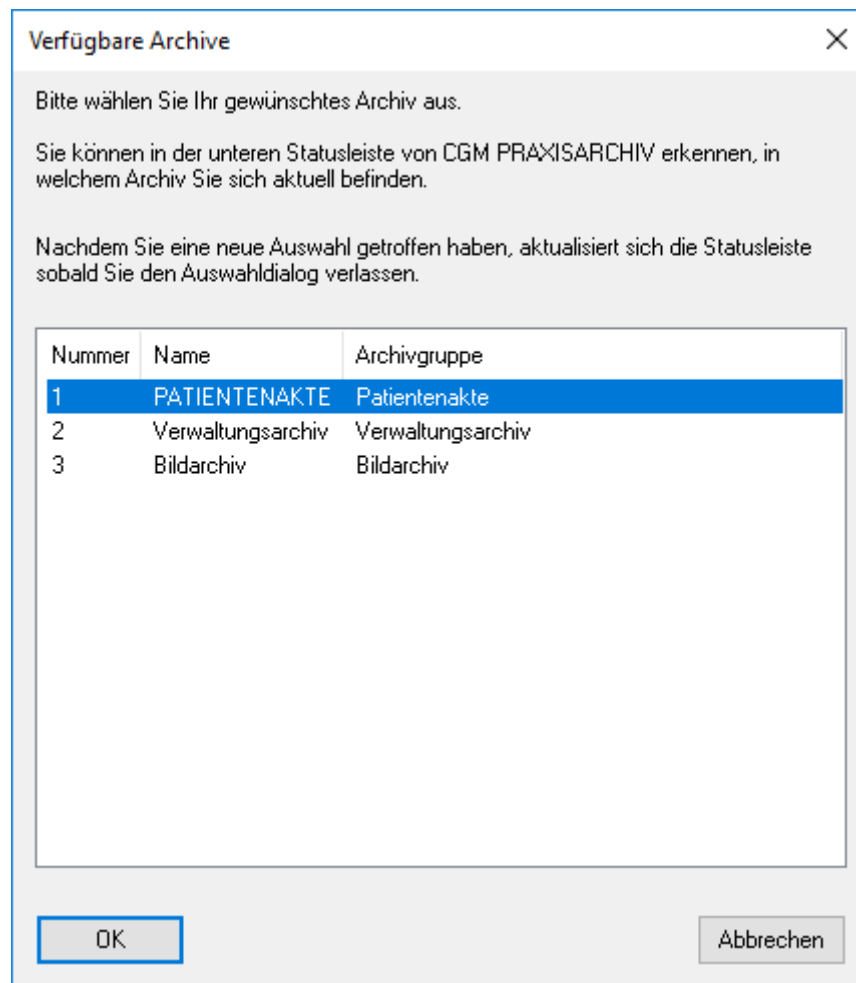 Verfügbare Archive
Bitte wählen Sie Ihr gewünschtes Archiv aus.
Sie können in der unteren Statusleiste von CGM PRAXISARCHIV erkennen, in
welchem Archiv Sie sich aktuell befinden.
Nachdem Sie eine neue Auswahl getroffen haben, aktualisiert sich die Statusleiste
sobald Sie den Auswahldialog verlassen.
Nummer Name Archivgruppe
1 PATIENTENAKTE Patientenakte
2 Verwaltungsarchiv Verwaltungsarchiv
3 Bildarchiv Bildarchiv
OK Abbrechen